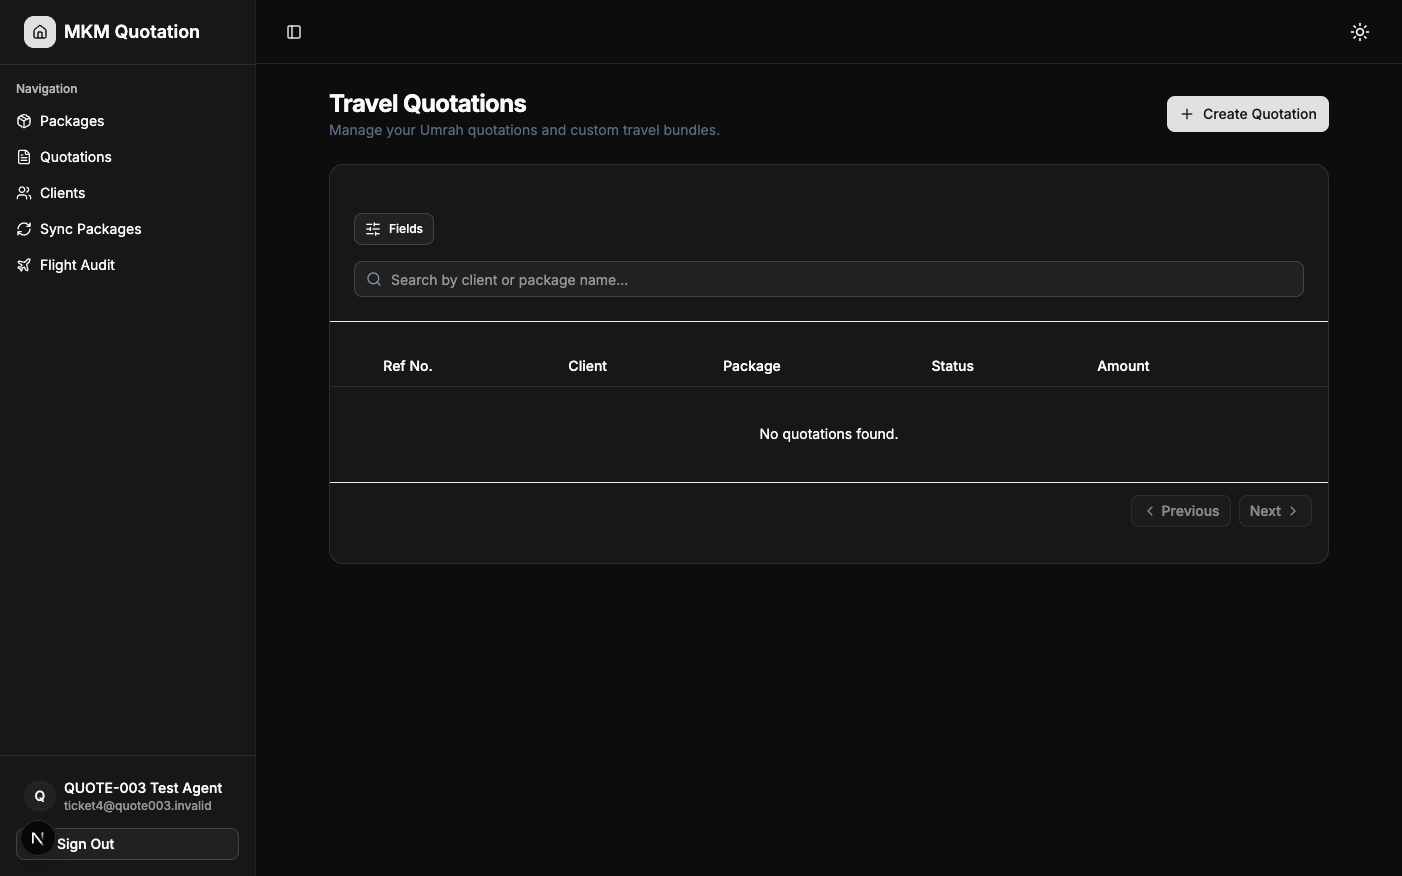 MKM Quotation
Navigation
Packages
Quotations
Clients
Sync Packages
Flight Audit
Travel Quotations
Manage your Umrah quotations and custom travel bundles.
Create Quotation
Fields
Search by client or package name...
Ref No. Client Package Status Amount
No quotations found.
Previous Next
Q
QUOTE-003 Test Agent
ticket4@quote003.invalid
N
Sign Out